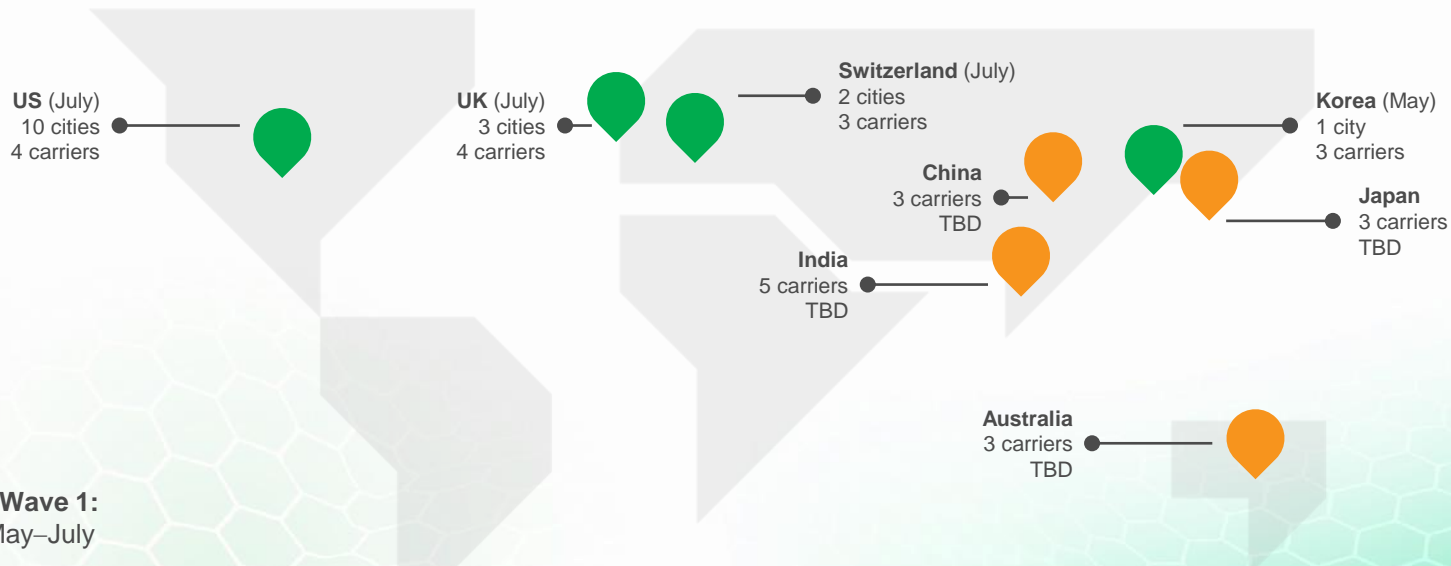 US (July)
10 cities
4 carriers
UK (July)
3 cities
4 carriers
Switzerland (July)
2 cities
3 carriers
Korea (May)
1 city
3 carriers
China
3 carriers
TBD
Japan
3 carriers
TBD
India
5 carriers
TBD
Australia
3 carriers
TBD
Wave 1:
May–July